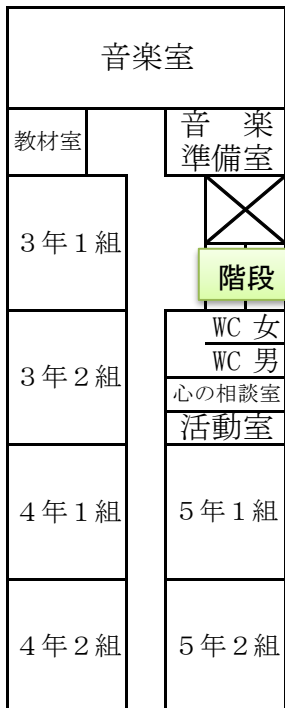 音楽室
教材室
音　楽
準備室
３年１組
階段
３年２組
WC 女
WC 男
心の相談室
活動室
４年１組
５年１組
４年２組
５年２組